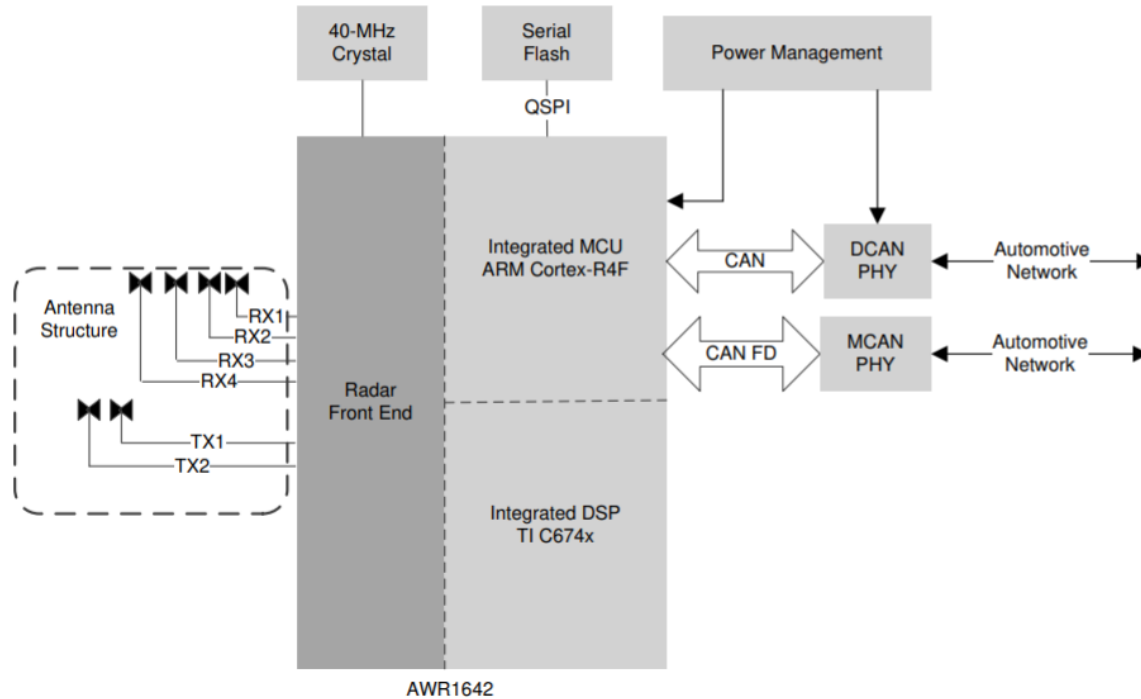 40-MHz
Crystal
Serial
Flash
Power Management
QSPI
Integrated MCU
ARM Cortex-R4F
CAN
DCAN
PHY
Automotive
Network
Antenna
Structure
RX1
RX2
RX3
RX4
CAN FD
MCAN
PHY
Automotive
Network
Radar
Front End
TX1
TX2
Integrated DSP
TI C674x
AWR1642